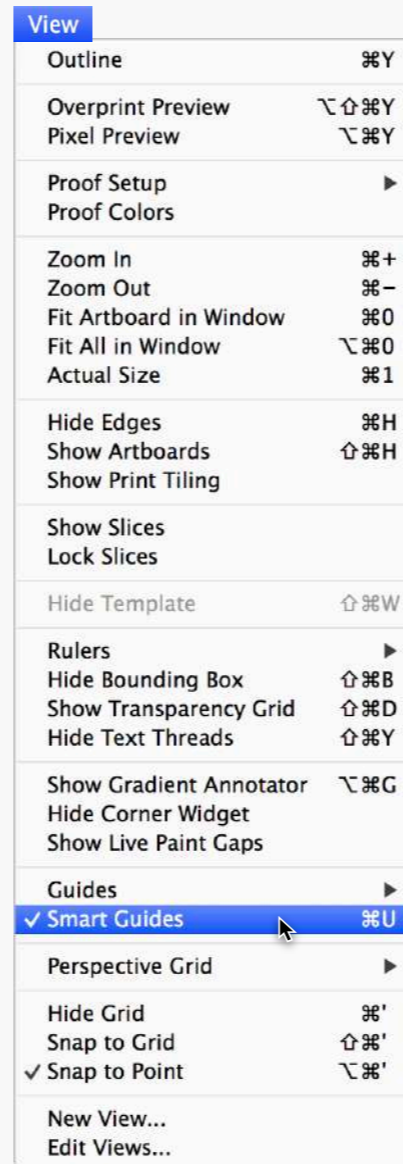 View
Outline ⌘Y
Overprint Preview ⌥⇧⌘Y
Pixel Preview ⌥⌘Y
Proof Setup ▶
Proof Colors
Zoom In ⌘+
Zoom Out ⌘−
Fit Artboard in Window ⌘0
Fit All in Window ⌥⌘0
Actual Size ⌘1
Hide Edges ⌘H
Show Artboards ⇧⌘H
Show Print Tiling
Show Slices
Lock Slices
Hide Template ⇧⌘W
Rulers ▶
Hide Bounding Box ⇧⌘B
Show Transparency Grid ⇧⌘D
Hide Text Threads ⇧⌘Y
Show Gradient Annotator ⌥⌘G
Hide Corner Widget
Show Live Paint Gaps
Guides ▶
✓ Smart Guides ⌘U
Perspective Grid ▶
Hide Grid ⌘'
Snap to Grid ⇧⌘'
✓ Snap to Point ⌥⌘'
New View...
Edit Views...